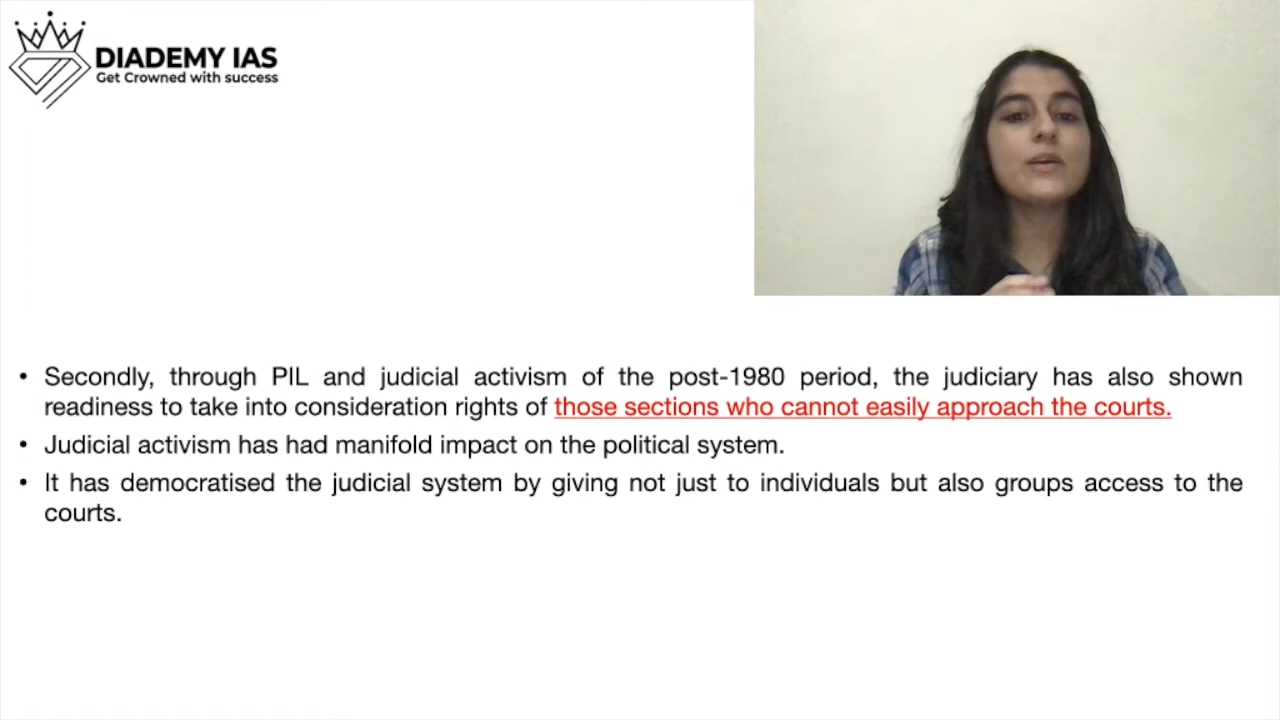 DIADEMY IAS
Get Crowned with success
• Secondly, through PIL and judicial activism of the post-1980 period, the judiciary has also shown
readiness to take into consideration rights of those sections who cannot easily approach the courts.
• Judicial activism has had manifold impact on the political system.
• It has democratised the judicial system by giving not just to individuals but also groups access to the
courts.